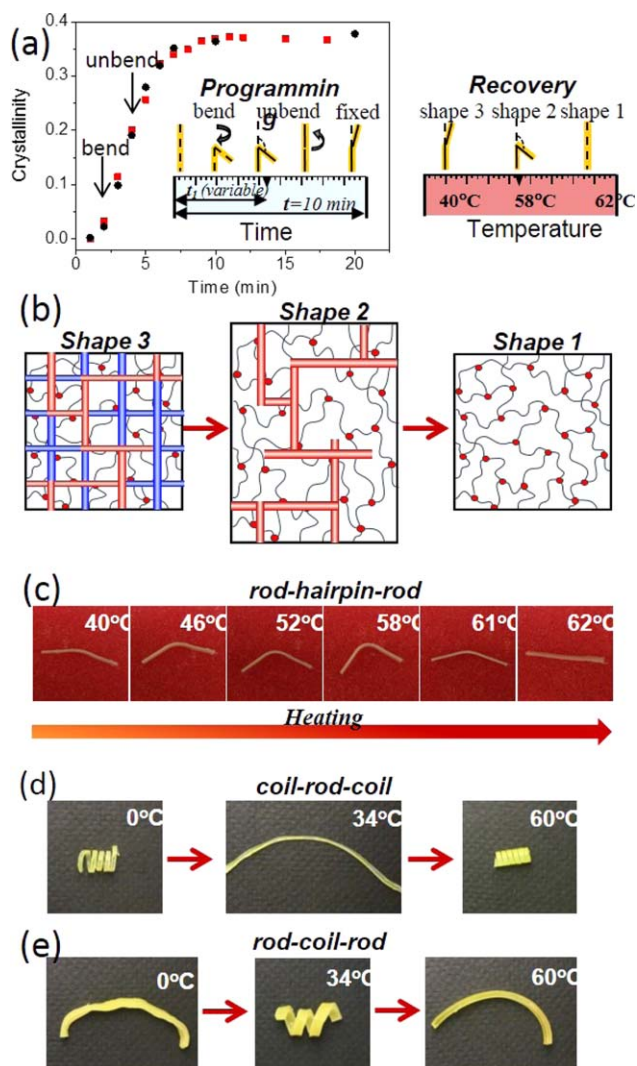 (a)
0.4
0.3
0.2
0.1
0.0
Crystallinity
bend
unbend
Programmin
g
bend unbend fixed
t1 (variable)
t=10 min
Time
0 5 10 15 20
Time (min)
Recovery
shape 3 shape 2 shape 1
40°C 58°C 62°C
Temperature
(b)
Shape 3
Shape 2
Shape 1
(c)
rod-hairpin-rod
40°C 46°C 52°C 58°C 61°C 62°C
Heating
(d)
coil-rod-coil
0°C 34°C 60°C
(e)
rod-coil-rod
0°C 34°C 60°C